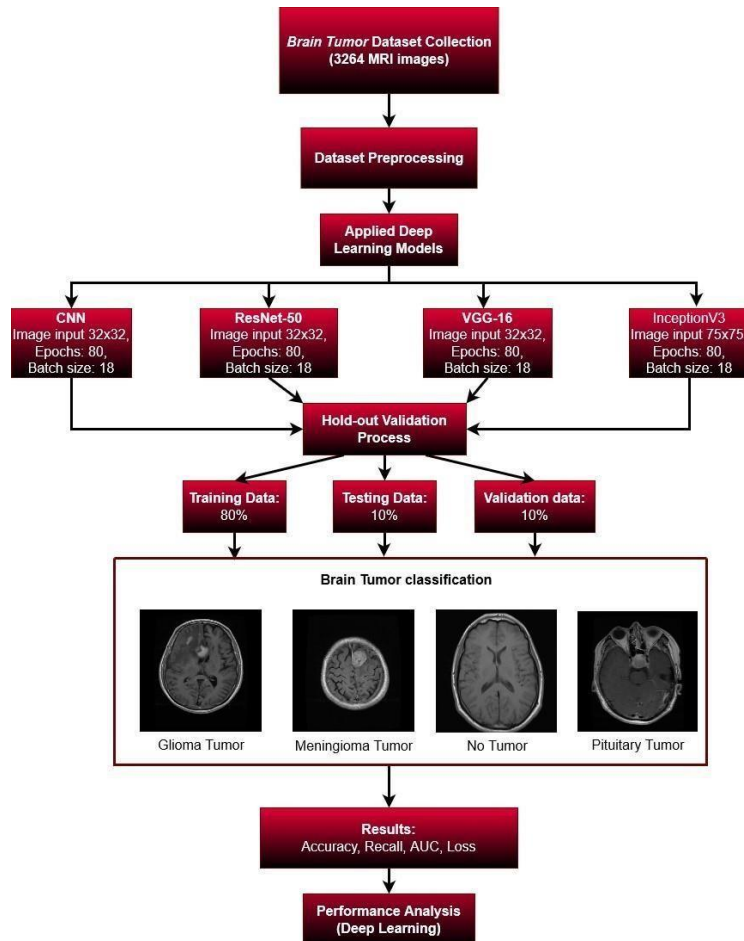 Brain Tumor Dataset Collection
(3264 MRI images)
Dataset Preprocessing
Applied Deep
Learning Models
CNN
Image input 32x32,
Epochs: 80,
Batch size: 18
ResNet-50
Image input 32x32,
Epochs: 80,
Batch size: 18
VGG-16
Image input 32x32,
Epochs: 80,
Batch size: 18
InceptionV3
Image input 75x75
Epochs: 80,
Batch size: 18
Hold-out Validation
Process
Training Data:
80%
Testing Data:
10%
Validation data:
10%
Brain Tumor classification
Glioma Tumor
Meningioma Tumor
No Tumor
Pituitary Tumor
Results:
Accuracy, Recall, AUC, Loss
Performance Analysis
(Deep Learning)